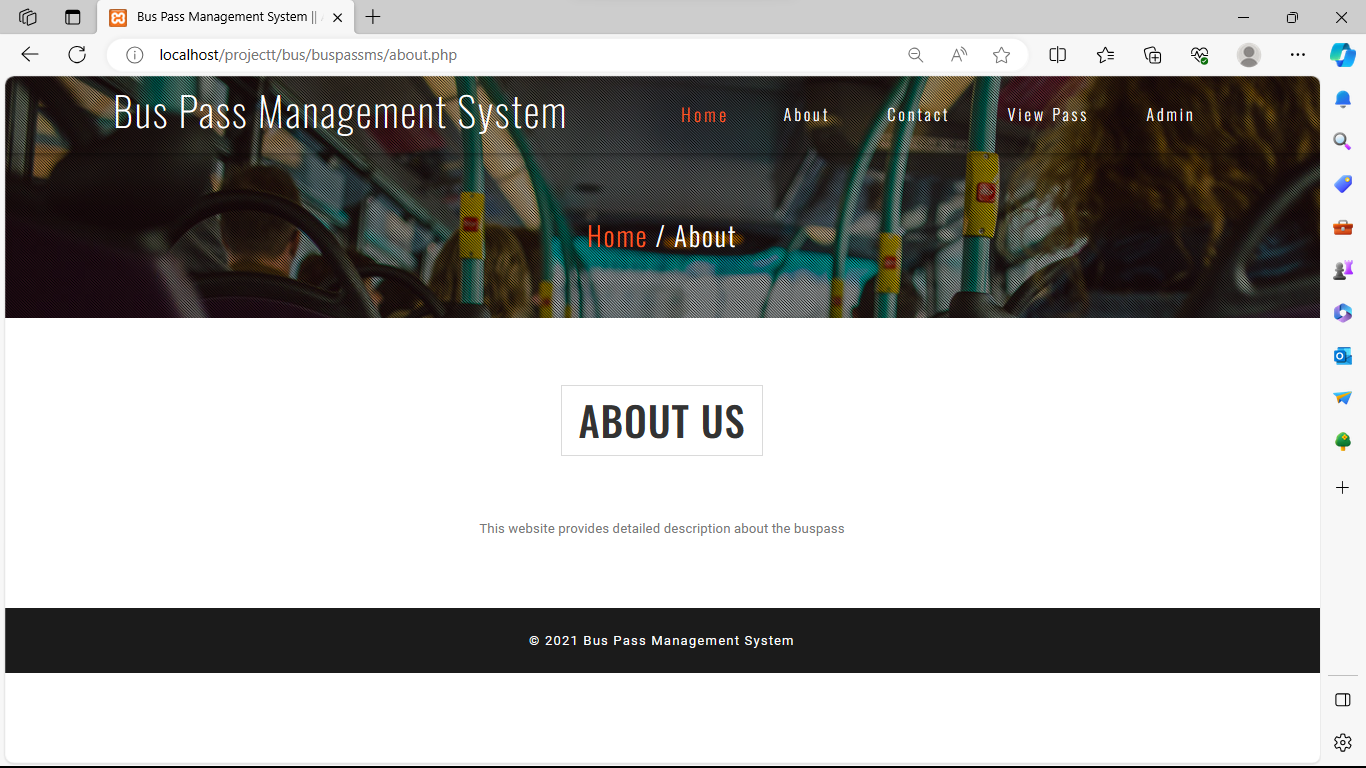 Bus Pass Management System ||
localhost/projectt/bus/buspassms/about.php
Bus Pass Management System
Home About Contact View Pass Admin
Home / About
ABOUT US
This website provides detailed description about the buspass
© 2021 Bus Pass Management System